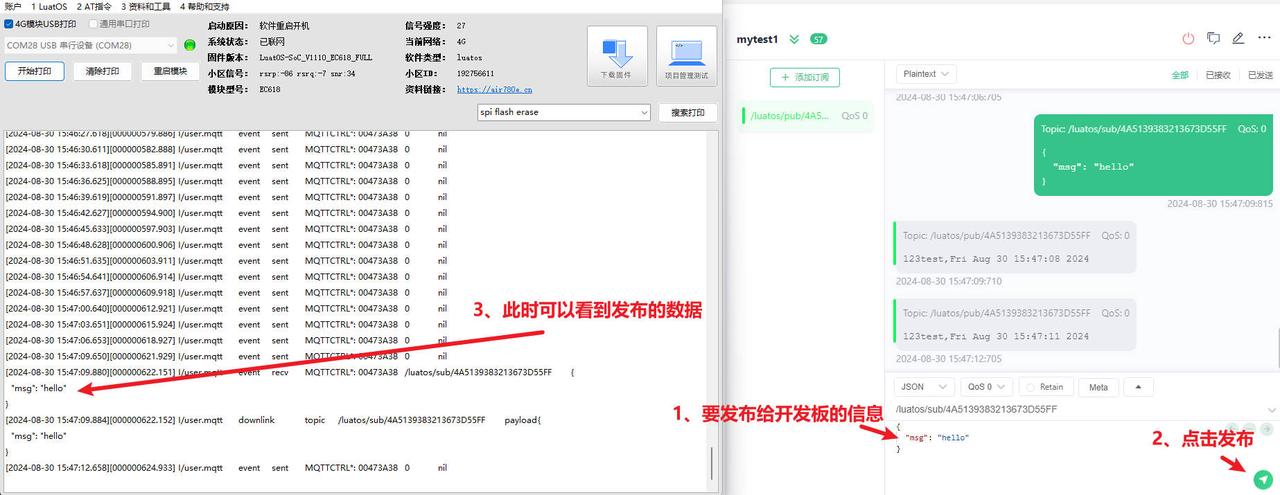 账户 1 LuatOS 2 AT指令 3 资料和工具 4 帮助和支持
4G模块USB打印 通用串口打印
COM28 USB 串行设备 (COM28)
开始打印 清除打印 重启模块
启动原因: 软件重启开机
系统状态: 已联网
固件版本: LuatOS-SoC_V1110_EC618_FULL
小区信号: rsrp:-86 rsrq:-7 snr:34
模块型号: EC618
信号强度: 27
当前网络: 4G
软件类型: luatos
小区ID: 192756611
资料链接: https://air780e.cn
下载固件
项目管理测试
spi flash erase
搜索打印
[2024-08-30 15:46:27.618][000000579.886] I/user.mqtt event sent MQTTCTRL*: 00473A38 0 nil
[2024-08-30 15:46:30.611][000000582.888] I/user.mqtt event sent MQTTCTRL*: 00473A38 0 nil
[2024-08-30 15:46:33.618][000000585.891] I/user.mqtt event sent MQTTCTRL*: 00473A38 0 nil
[2024-08-30 15:46:36.625][000000588.895] I/user.mqtt event sent MQTTCTRL*: 00473A38 0 nil
[2024-08-30 15:46:39.619][000000591.897] I/user.mqtt event sent MQTTCTRL*: 00473A38 0 nil
[2024-08-30 15:46:42.627][000000594.900] I/user.mqtt event sent MQTTCTRL*: 00473A38 0 nil
[2024-08-30 15:46:45.633][000000597.903] I/user.mqtt event sent MQTTCTRL*: 00473A38 0 nil
[2024-08-30 15:46:48.628][000000600.906] I/user.mqtt event sent MQTTCTRL*: 00473A38 0 nil
[2024-08-30 15:46:51.635][000000603.911] I/user.mqtt event sent MQTTCTRL*: 00473A38 0 nil
[2024-08-30 15:46:54.641][000000606.914] I/user.mqtt event sent MQTTCTRL*: 00473A38 0 nil
[2024-08-30 15:46:57.637][000000609.918] I/user.mqtt event sent MQTTCTRL*: 00473A38 0 nil
[2024-08-30 15:47:00.640][000000612.921] I/user.mqtt event sent MQTTCTRL*: 00473A38 0 nil
[2024-08-30 15:47:03.651][000000615.924] I/user.mqtt event sent MQTTCTRL*: 00473A38 0 nil
[2024-08-30 15:47:06.653][000000618.927] I/user.mqtt event sent MQTTCTRL*: 00473A38 0 nil
[2024-08-30 15:47:09.650][000000621.929] I/user.mqtt event sent MQTTCTRL*: 00473A38 0 nil
[2024-08-30 15:47:09.880][000000622.151] I/user.mqtt event recv MQTTCTRL*: 00473A38 /luatos/sub/4A5139383213673D55FF {
"msg": "hello"
}
[2024-08-30 15:47:09.884][000000622.152] I/user.mqtt downlink topic /luatos/sub/4A5139383213673D55FF payload{
"msg": "hello"
}
[2024-08-30 15:47:12.658][000000624.933] I/user.mqtt event sent MQTTCTRL*: 00473A38 0 nil
3、此时可以看到发布的数据
mytest1 57
添加订阅
/luatos/pub/4A5... QoS 0
Plaintext 全部 已接收 已发送
2024-08-30 15:47:06:705
Topic: /luatos/sub/4A5139383213673D55FF QoS: 0
{
"msg": "hello"
}
2024-08-30 15:47:09:815
Topic: /luatos/pub/4A5139383213673D55FF QoS: 0
123test,Fri Aug 30 15:47:08 2024
2024-08-30 15:47:09:710
Topic: /luatos/pub/4A5139383213673D55FF QoS: 0
123test,Fri Aug 30 15:47:11 2024
2024-08-30 15:47:12:705
JSON QoS 0 Retain Meta
/luatos/sub/4A5139383213673D55FF
{
"msg": "hello"
}
1、要发布给开发板的信息
2、点击发布